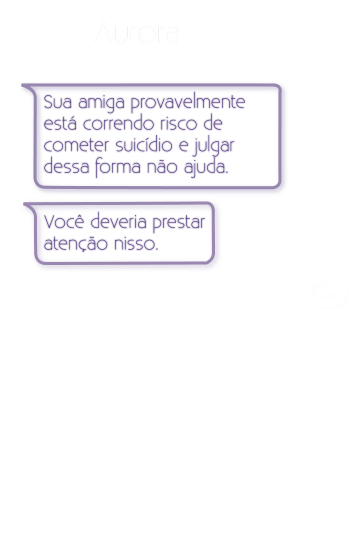 Aurora
Sua amiga provavelmente
está correndo risco de
cometer suicídio e julgar
dessa forma não ajuda.
Você deveria prestar
atenção nisso.